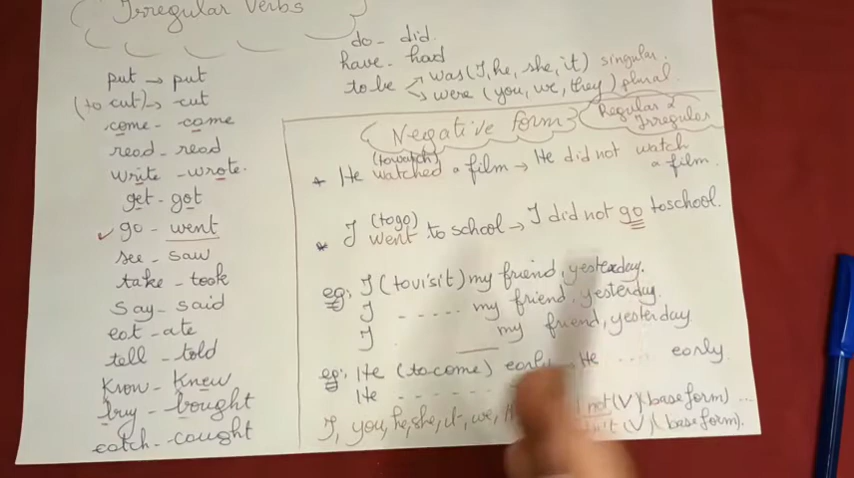 Irregular Verbs
do - did.
have - had
to be was (I, he, she, it) singular.
were (you, we, they) plural.
put → put
(to cut) → cut
come - came
read - read
write - wrote.
get - got
go - went
see - saw
take - took
say - said
eat - ate
tell - told
know - knew
buy - bought
catch - caught
Negative form
Regular &
Irregular
(to watch)
* He watched a film → He did not watch
a film.
(to go)
* I went to school → I did not go to school.
eg: I (to visit) my friend, yesterday.
I ..... my friend, yesterday.
I . ___ my friend, yesterday
eg: He (to come) early. He .... early.
He - - - - - -
I, you, he, she, it, we, not (V) (base form) ...
(V) (base form).